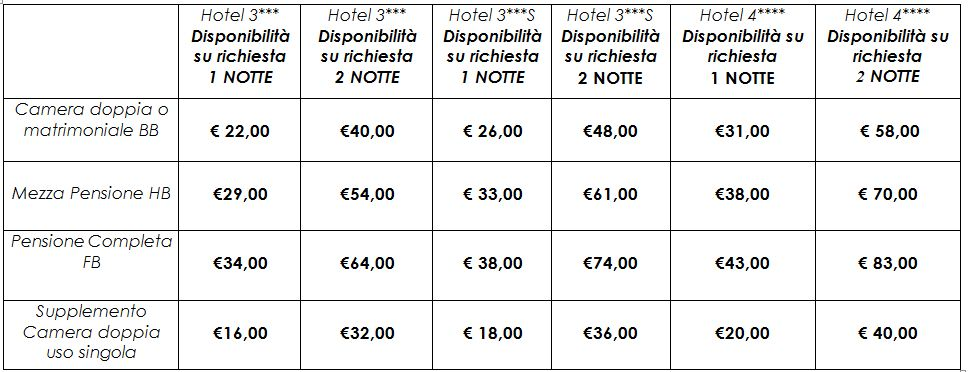 Hotel 3*** Hotel 3*** Hotel 3***S Hotel 3***S Hotel 4**** Hotel 4****
Disponibilità Disponibilità Disponibilità Disponibilità Disponibilità su Disponibilità su
su richiesta su richiesta su richiesta su richiesta richiesta richiesta
1 NOTTE 2 NOTTE 1 NOTTE 2 NOTTE 1 NOTTE 2 NOTTE
Camera doppia o
matrimoniale BB € 22,00 €40,00 € 26,00 €48,00 €31,00 € 58,00
Mezza Pensione HB €29,00 €54,00 € 33,00 €61,00 €38,00 € 70,00
Pensione Completa
FB €34,00 €64,00 € 38,00 €74,00 €43,00 € 83,00
Supplemento
Camera doppia €16,00 €32,00 € 18,00 €36,00 €20,00 € 40,00
uso singola